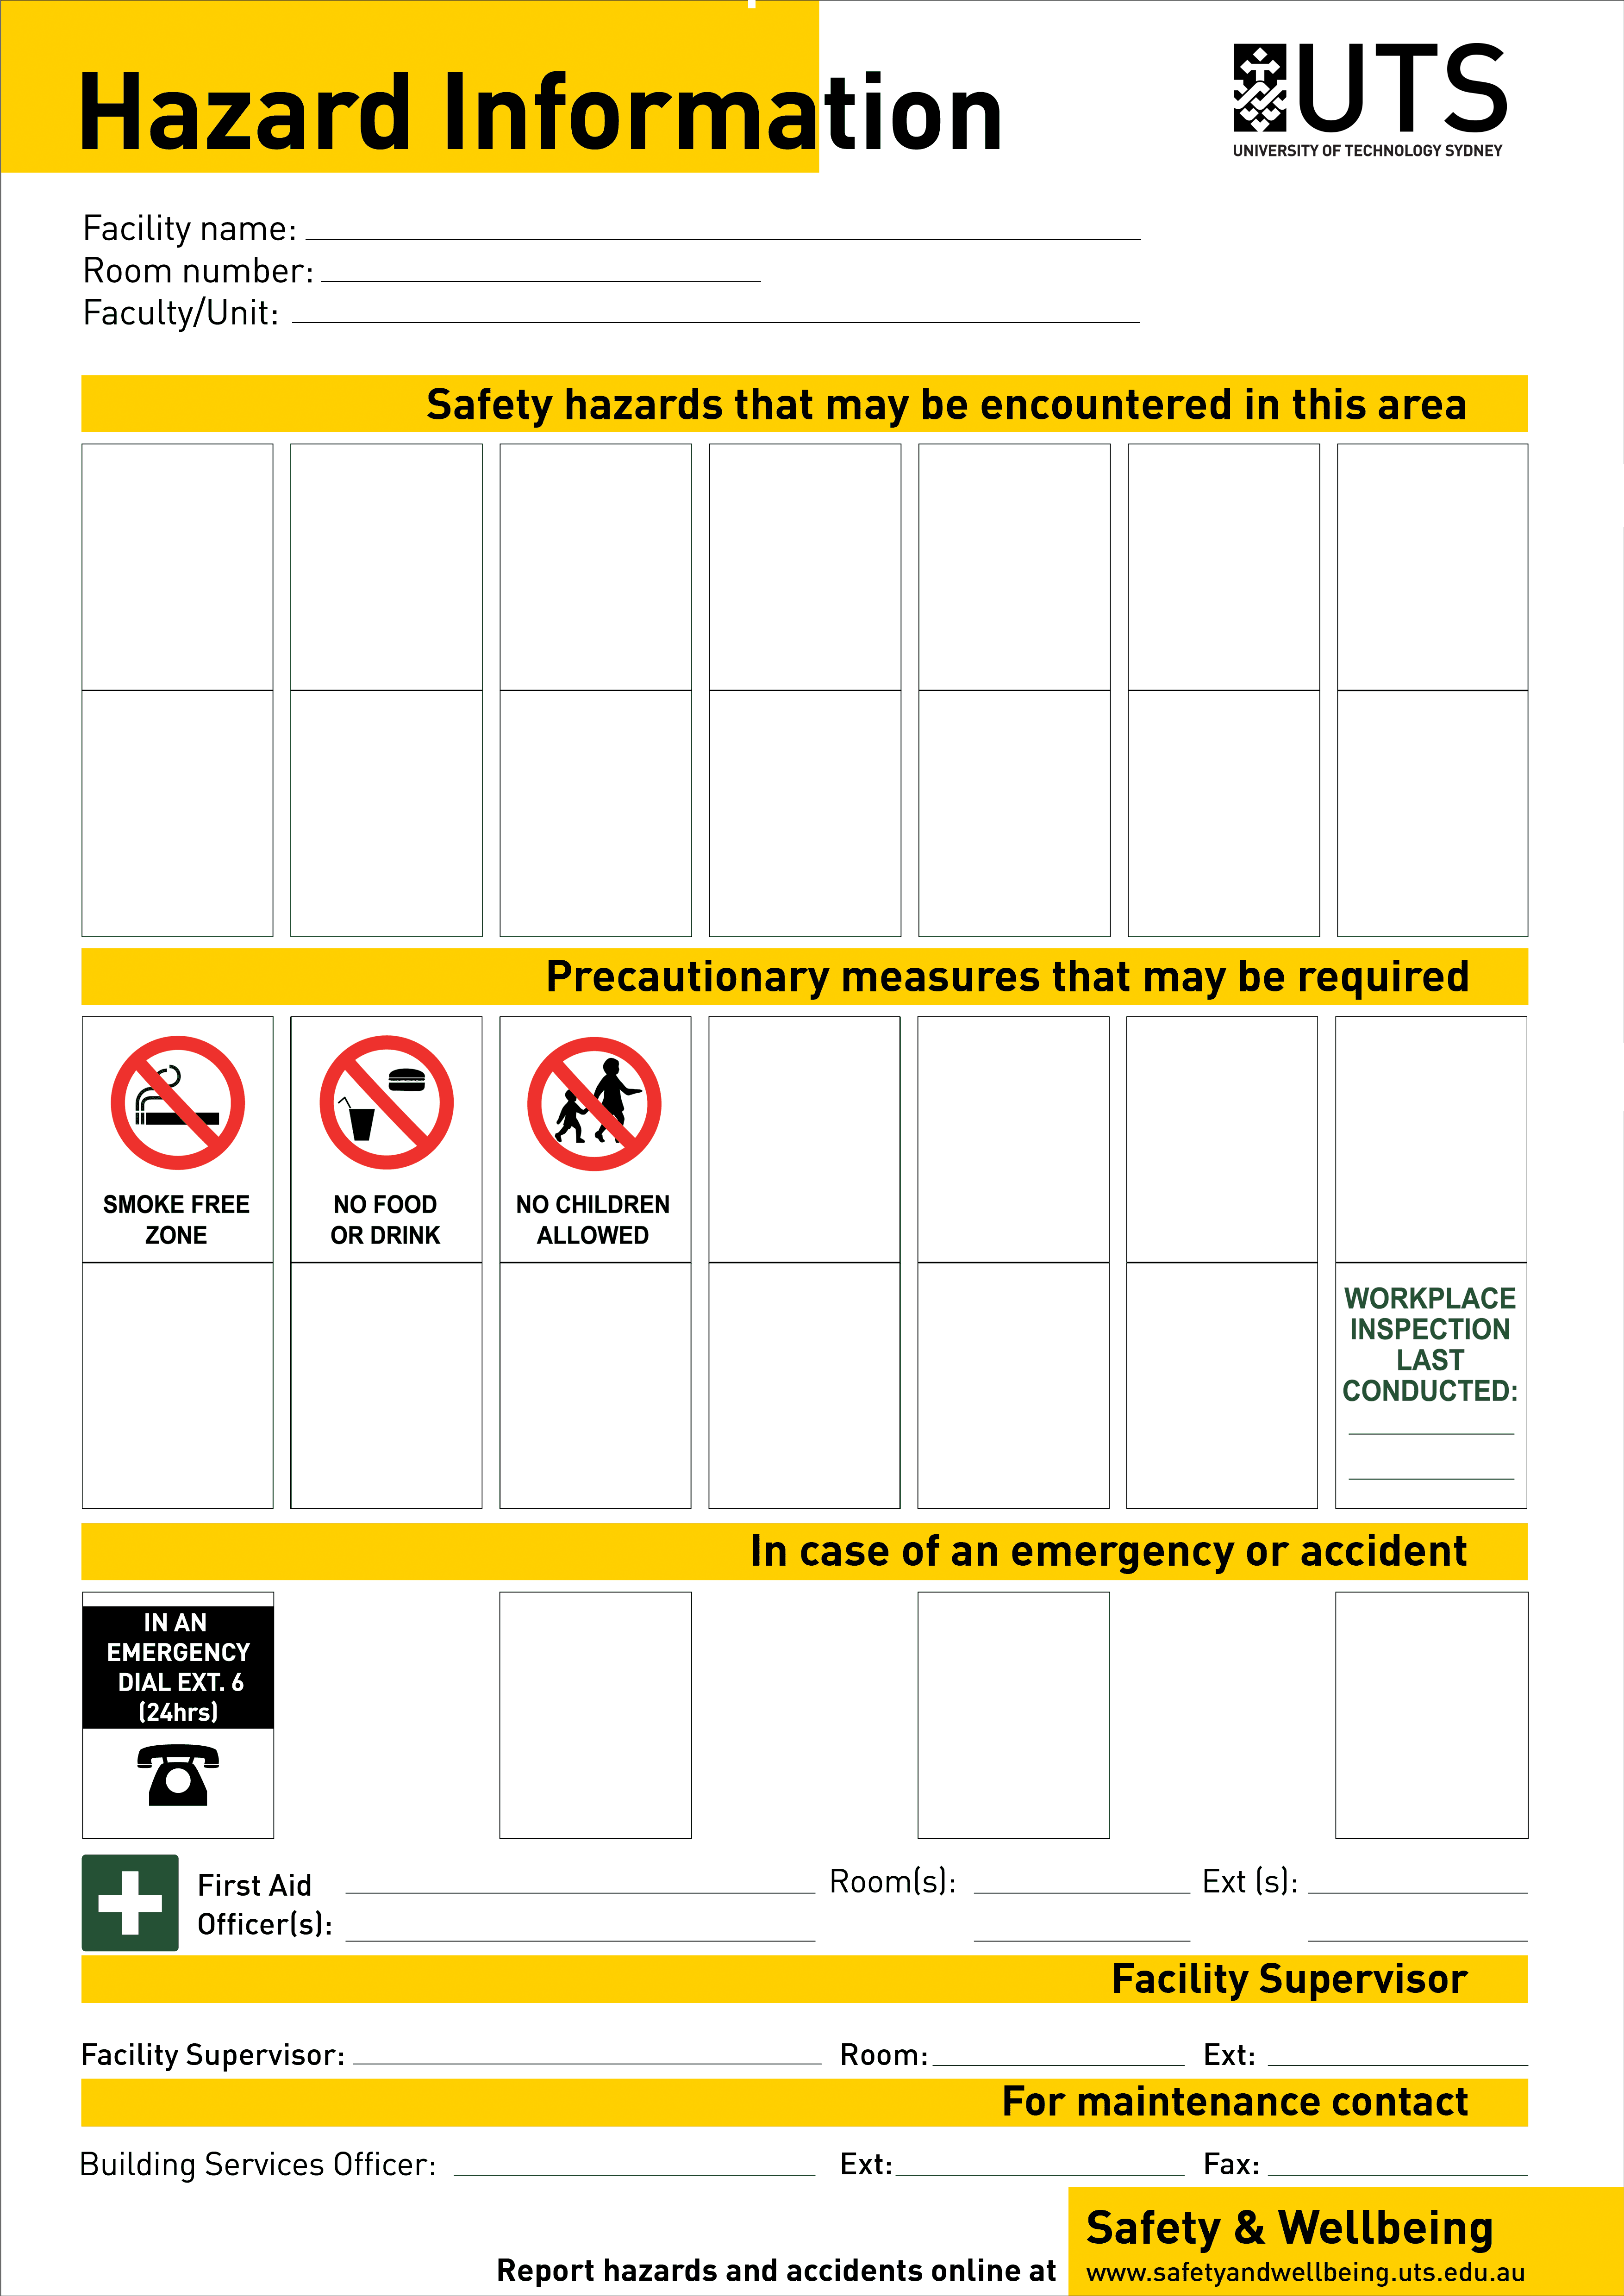 Hazard Information
UTS
UNIVERSITY OF TECHNOLOGY SYDNEY
Facility name:
Room number:
Faculty/Unit:
Safety hazards that may be encountered in this area
Precautionary measures that may be required
SMOKE FREE
ZONE
NO FOOD
OR DRINK
NO CHILDREN
ALLOWED
WORKPLACE
INSPECTION
LAST
CONDUCTED:
In case of an emergency or accident
IN AN
EMERGENCY
DIAL EXT. 6
(24hrs)
First Aid
Officer(s):
Room(s):
Ext (s):
Facility Supervisor
Facility Supervisor:
Room:
Ext:
For maintenance contact
Building Services Officer:
Ext:
Fax:
Safety & Wellbeing
Report hazards and accidents online at
www.safetyandwellbeing.uts.edu.au